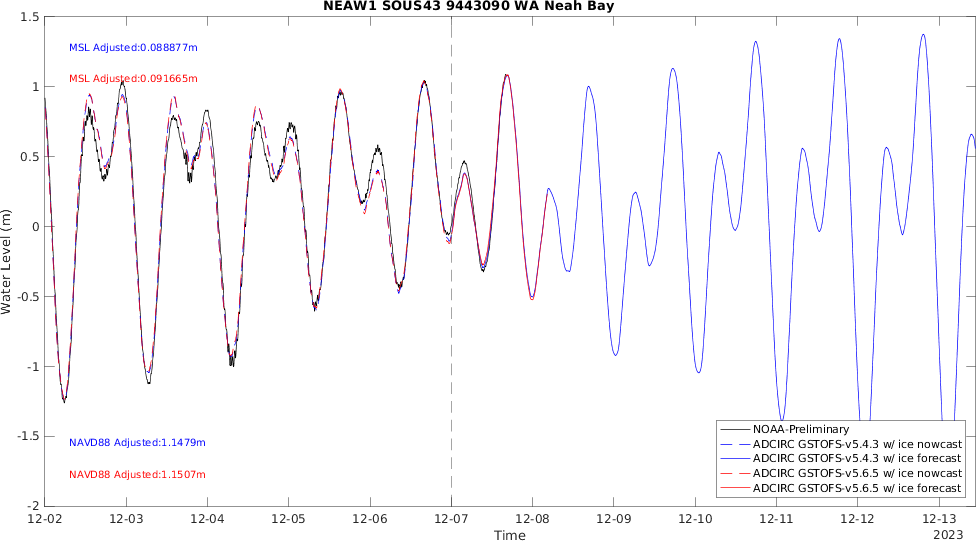 NEAW1 SOUS43 9443090 WA Neah Bay
1.5
1
0.5
0
-0.5
-1
-1.5
-2
Water Level (m)
MSL Adjusted:0.088877m
MSL Adjusted:0.091665m
NAVD88 Adjusted:1.1479m
NAVD88 Adjusted:1.1507m
NOAA-Preliminary
ADCIRC GSTOFS-v5.4.3 w/ ice nowcast
ADCIRC GSTOFS-v5.4.3 w/ ice forecast
ADCIRC GSTOFS-v5.6.5 w/ ice nowcast
ADCIRC GSTOFS-v5.6.5 w/ ice forecast
12-02 12-03 12-04 12-05 12-06 12-07 12-08 12-09 12-10 12-11 12-12 12-13
Time
2023